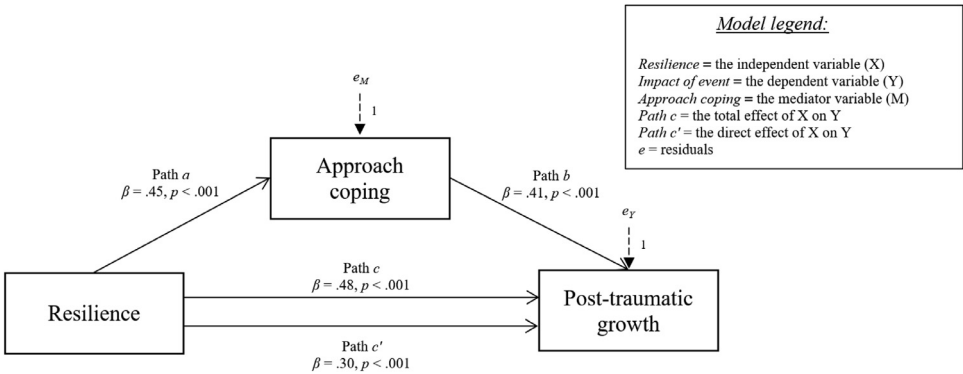 Model legend:
Resilience = the independent variable (X)
Impact of event = the dependent variable (Y)
Approach coping = the mediator variable (M)
Path c = the total effect of X on Y
Path c' = the direct effect of X on Y
e = residuals
eM
1
Approach
coping
Path a
β = .45, p < .001
Path b
β = .41, p < .001
eY
1
Resilience
Path c
β = .48, p < .001
Post-traumatic
growth
Path c'
β = .30, p < .001